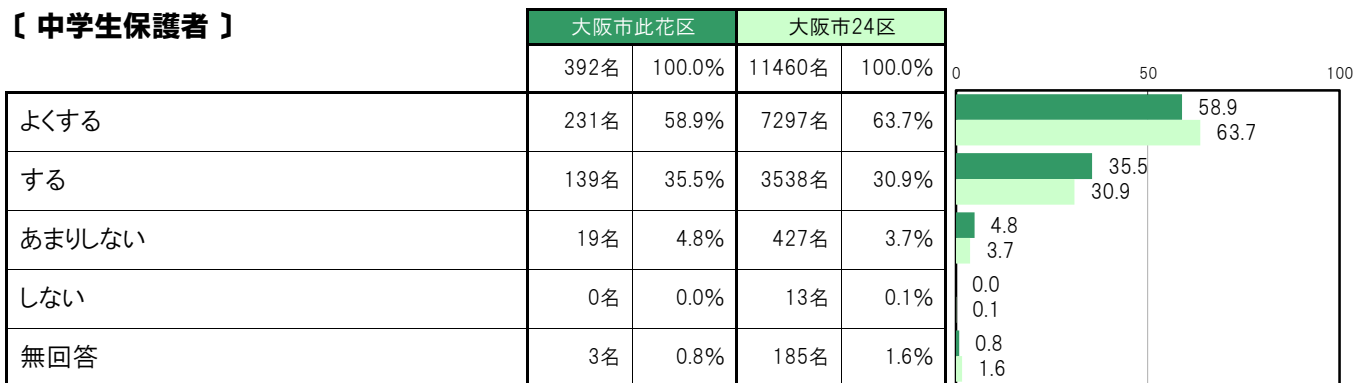 〔 中学生保護者 〕
大阪市此花区 大阪市24区
392名 100.0% 11460名 100.0%
0 50 100
よくする 231名 58.9% 7297名 63.7%
58.9
63.7
する 139名 35.5% 3538名 30.9%
35.5
30.9
あまりしない 19名 4.8% 427名 3.7%
4.8
3.7
しない 0名 0.0% 13名 0.1%
0.0
0.1
無回答 3名 0.8% 185名 1.6%
0.8
1.6